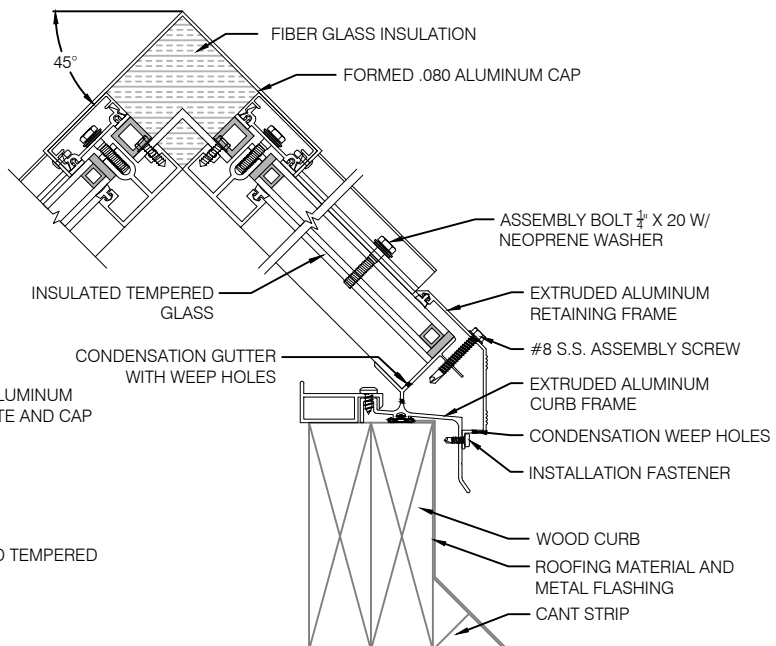 FIBER GLASS INSULATION
45°
FORMED .080 ALUMINUM CAP
ASSEMBLY BOLT 1/4" X 20 W/
NEOPRENE WASHER
INSULATED TEMPERED
GLASS
EXTRUDED ALUMINUM
RETAINING FRAME
#8 S.S. ASSEMBLY SCREW
CONDENSATION GUTTER
WITH WEEP HOLES
EXTRUDED ALUMINUM
CURB FRAME
LUMINUM
TE AND CAP
CONDENSATION WEEP HOLES
INSTALLATION FASTENER
WOOD CURB
TEMPERED
ROOFING MATERIAL AND
METAL FLASHING
CANT STRIP